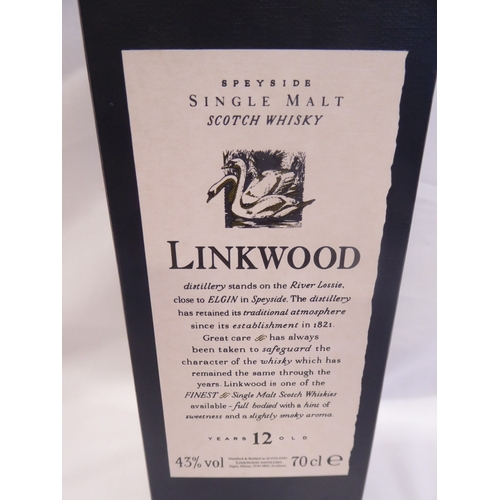 SPEYSIDE
SINGLE MALT
SCOTCH WHISKY
LINKWOOD
distillery stands on the River Lossie,
close to ELGIN in Speyside. The distillery
has retained its traditional atmosphere
since its establishment in 1821.
Great care & has always
been taken to safeguard the
character of the whisky which has
remained the same through the
years. Linkwood is one of the
FINEST & Single Malt Scotch Whiskies
available - full bodied with a hint of
sweetness and a slightly smoky aroma.
YEARS 12 OLD
43% vol
LINKWOOD DISTILLERY
70 cl e